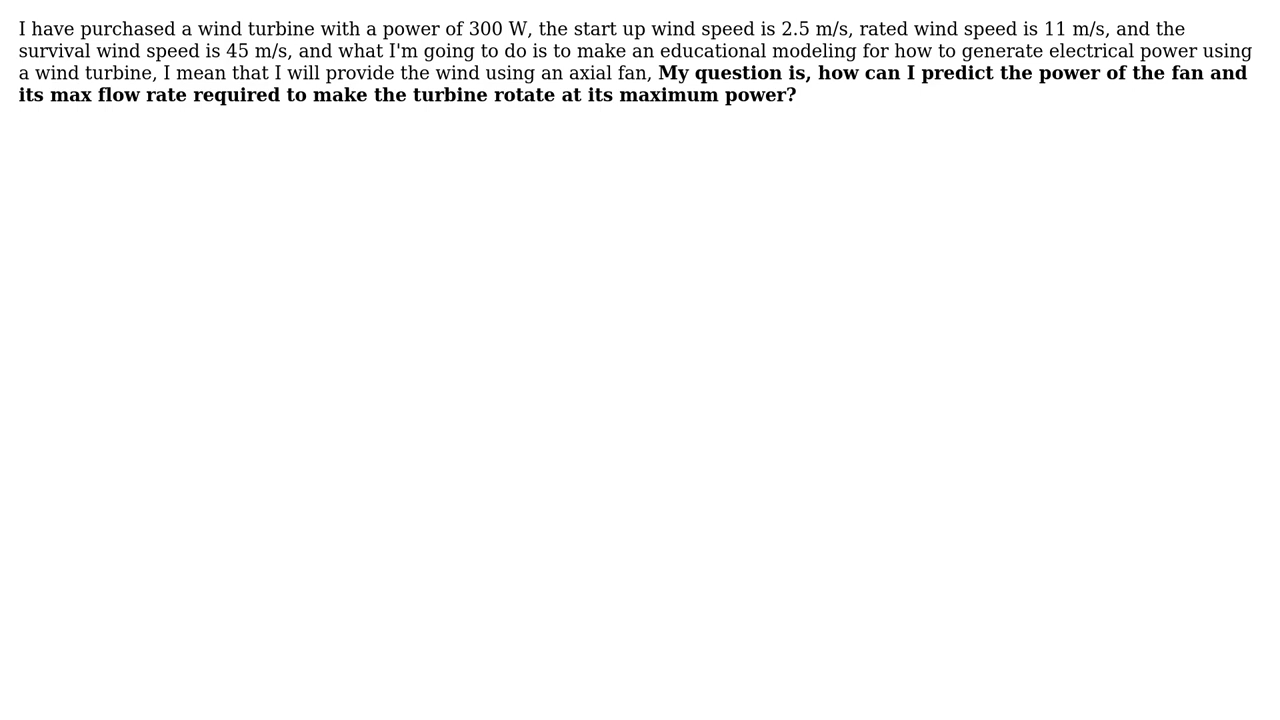 I have purchased a wind turbine with a power of 300 W, the start up wind speed is 2.5 m/s, rated wind speed is 11 m/s, and the
survival wind speed is 45 m/s, and what I'm going to do is to make an educational modeling for how to generate electrical power using
a wind turbine, I mean that I will provide the wind using an axial fan, My question is, how can I predict the power of the fan and
its max flow rate required to make the turbine rotate at its maximum power?